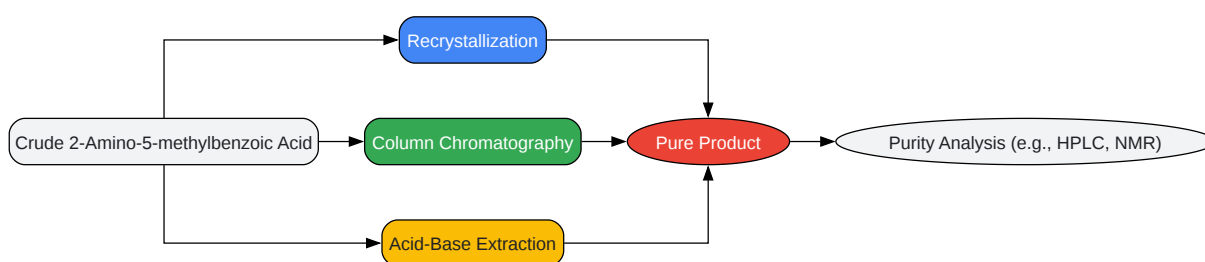 Recrystallization
Crude 2-Amino-5-methylbenzoic Acid
Column Chromatography
Pure Product
Purity Analysis (e.g., HPLC, NMR)
Acid-Base Extraction